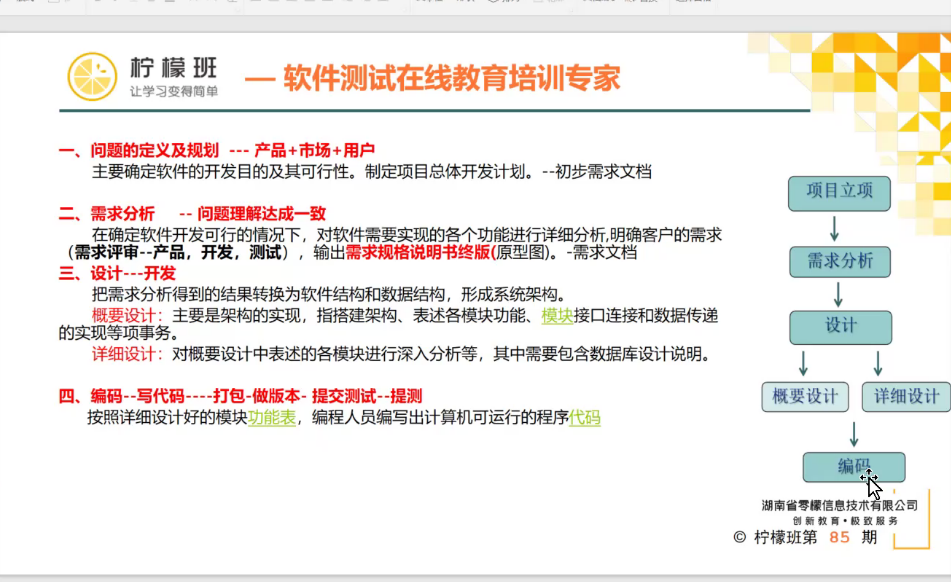 柠檬班
让学习变得简单
— 软件测试在线教育培训专家
一、问题的定义及规划 --- 产品+市场+用户
主要确定软件的开发目的及其可行性。制定项目总体开发计划。--初步需求文档
二、需求分析 -- 问题理解达成一致
在确定软件开发可行的情况下，对软件需要实现的各个功能进行详细分析,明确客户的需求
（需求评审--产品，开发，测试），输出需求规格说明书终版(原型图)。-需求文档
三、设计---开发
把需求分析得到的结果转换为软件结构和数据结构，形成系统架构。
概要设计：主要是架构的实现，指搭建架构、表述各模块功能、模块接口连接和数据传递
的实现等项事务。
详细设计：对概要设计中表述的各模块进行深入分析等，其中需要包含数据库设计说明。
四、编码--写代码----打包-做版本- 提交测试--提测
按照详细设计好的模块功能表，编程人员编写出计算机可运行的程序代码
项目立项
需求分析
设计
概要设计 详细设计
编码
湖南省零檬信息技术有限公司
创新教育•极致服务
© 柠檬班第 85 期